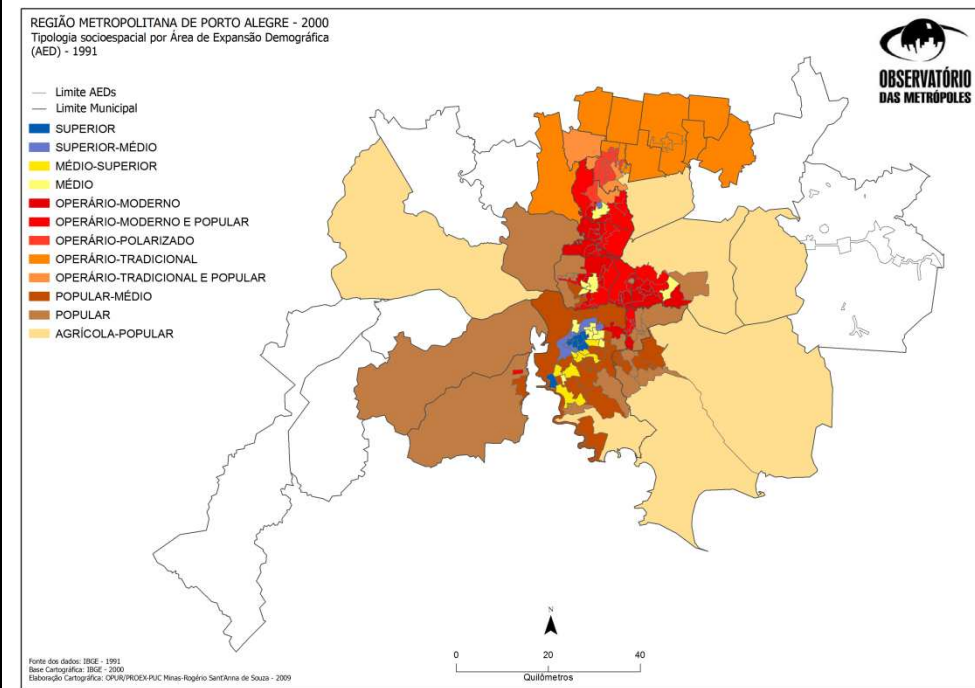 REGIÃO METROPOLITANA DE PORTO ALEGRE - 2000
Tipologia socioespacial por Área de Expansão Demográfica
(AED) - 1991
OBSERVATÓRIO
DAS METRÓPOLES
Limite AEDs
Limite Municipal
SUPERIOR
SUPERIOR-MÉDIO
MÉDIO-SUPERIOR
MÉDIO
OPERÁRIO-MODERNO
OPERÁRIO-MODERNO E POPULAR
OPERÁRIO-POLARIZADO
OPERÁRIO-TRADICIONAL
OPERÁRIO-TRADICIONAL E POPULAR
POPULAR-MÉDIO
POPULAR
AGRÍCOLA-POPULAR
N
0 20 40
Quilômetros
Fonte dos dados: IBGE - 1991
Base Cartográfica: IBGE - 2000
Elaboração Cartográfica: OPUR/PROEX-PUC Minas-Rogério Sant'Anna de Souza - 2009